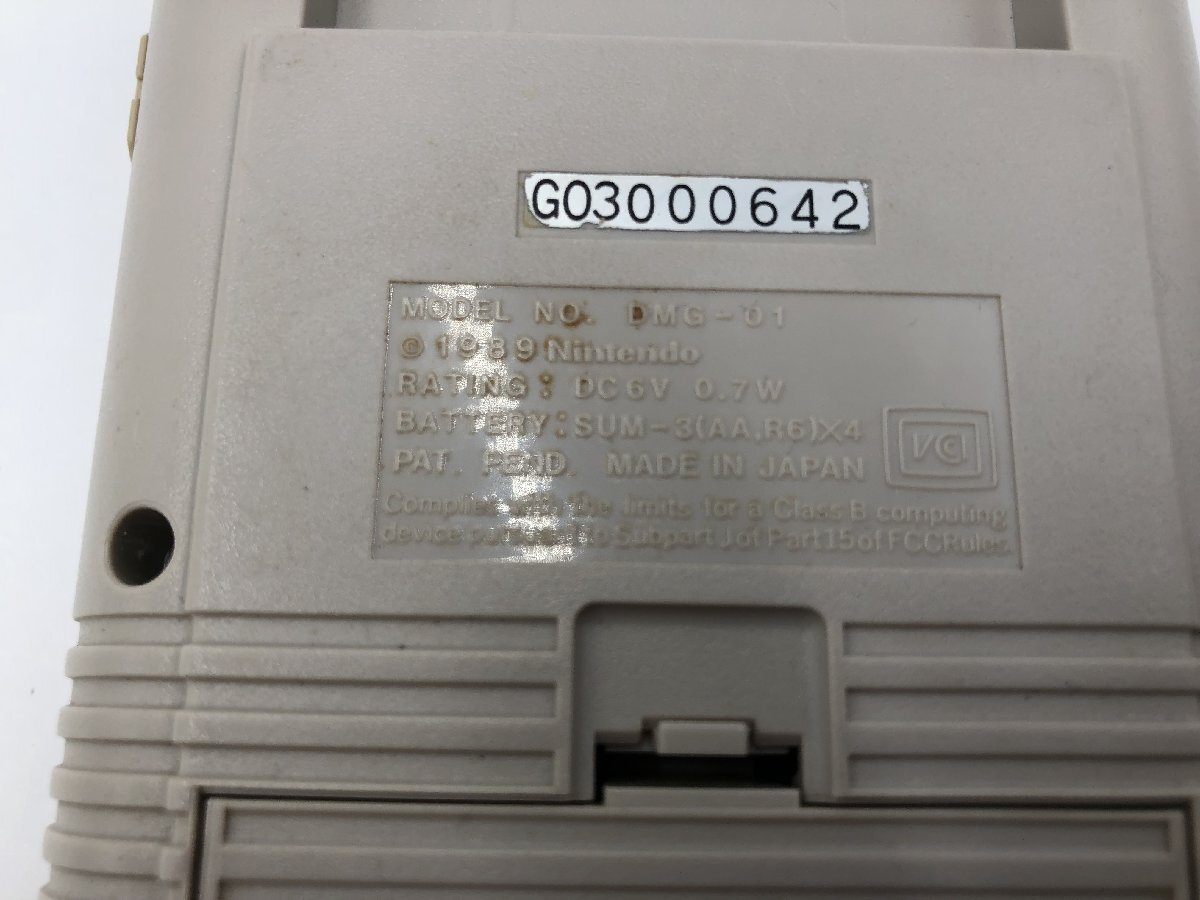 G03000642
MODEL NO. DMG-01
©1989 Nintendo
RATING: DC6V 0.7W
BATTERY: SUM-3(AA,R6)X4
PAT. PEND. MADE IN JAPAN
VCI
Complies with the limits for a Class B computing
device pursuant to Subpart J of Part 15 of FCC Rules.